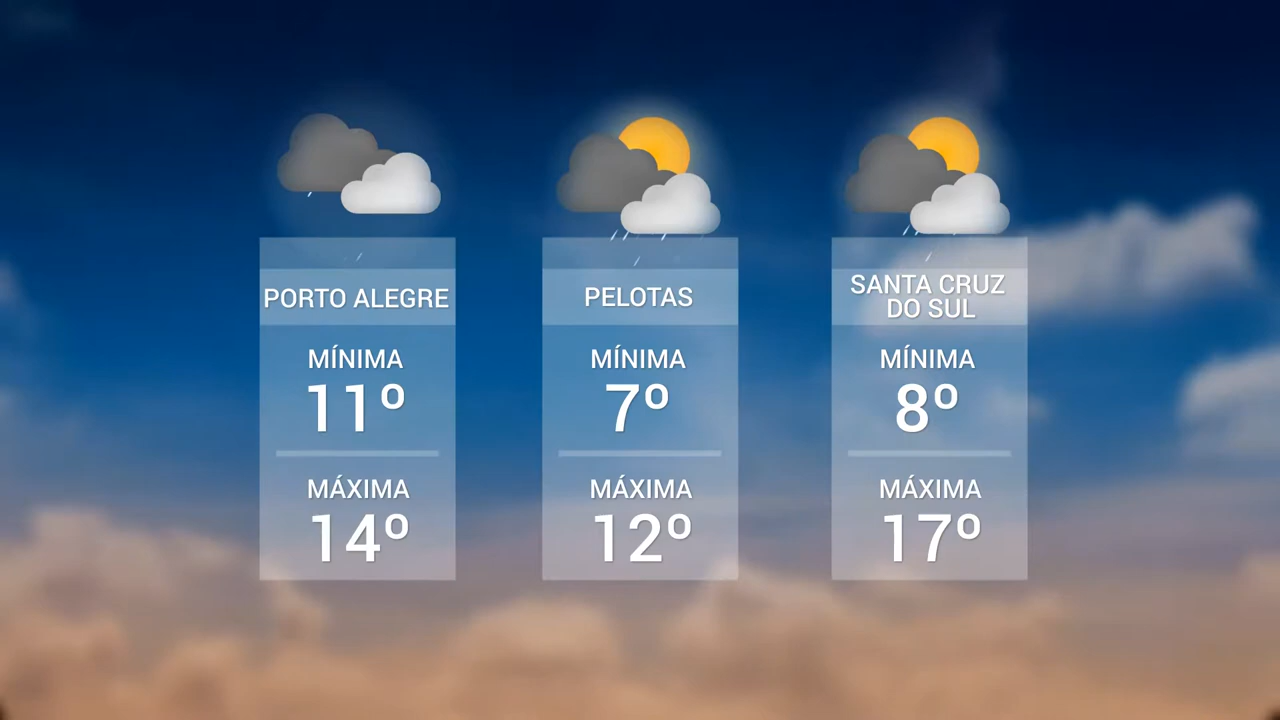 PORTO ALEGRE
MÍNIMA
11º
MÁXIMA
14º
PELOTAS
MÍNIMA
7º
MÁXIMA
12º
SANTA CRUZ
DO SUL
MÍNIMA
8º
MÁXIMA
17º